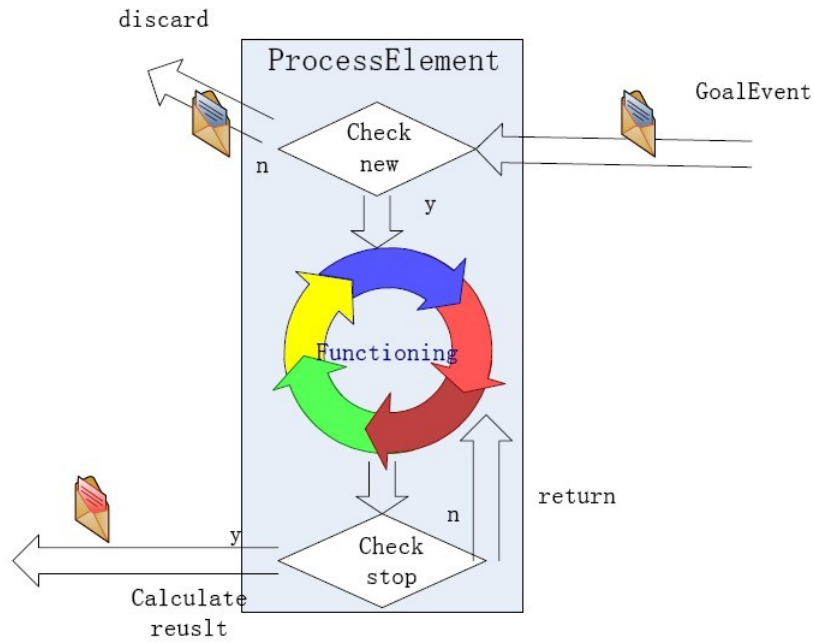 discard
ProcessElement
GoalEvent
Check
new
n
y
Functioning
n
return
y
Check
stop
Calculate
reuslt